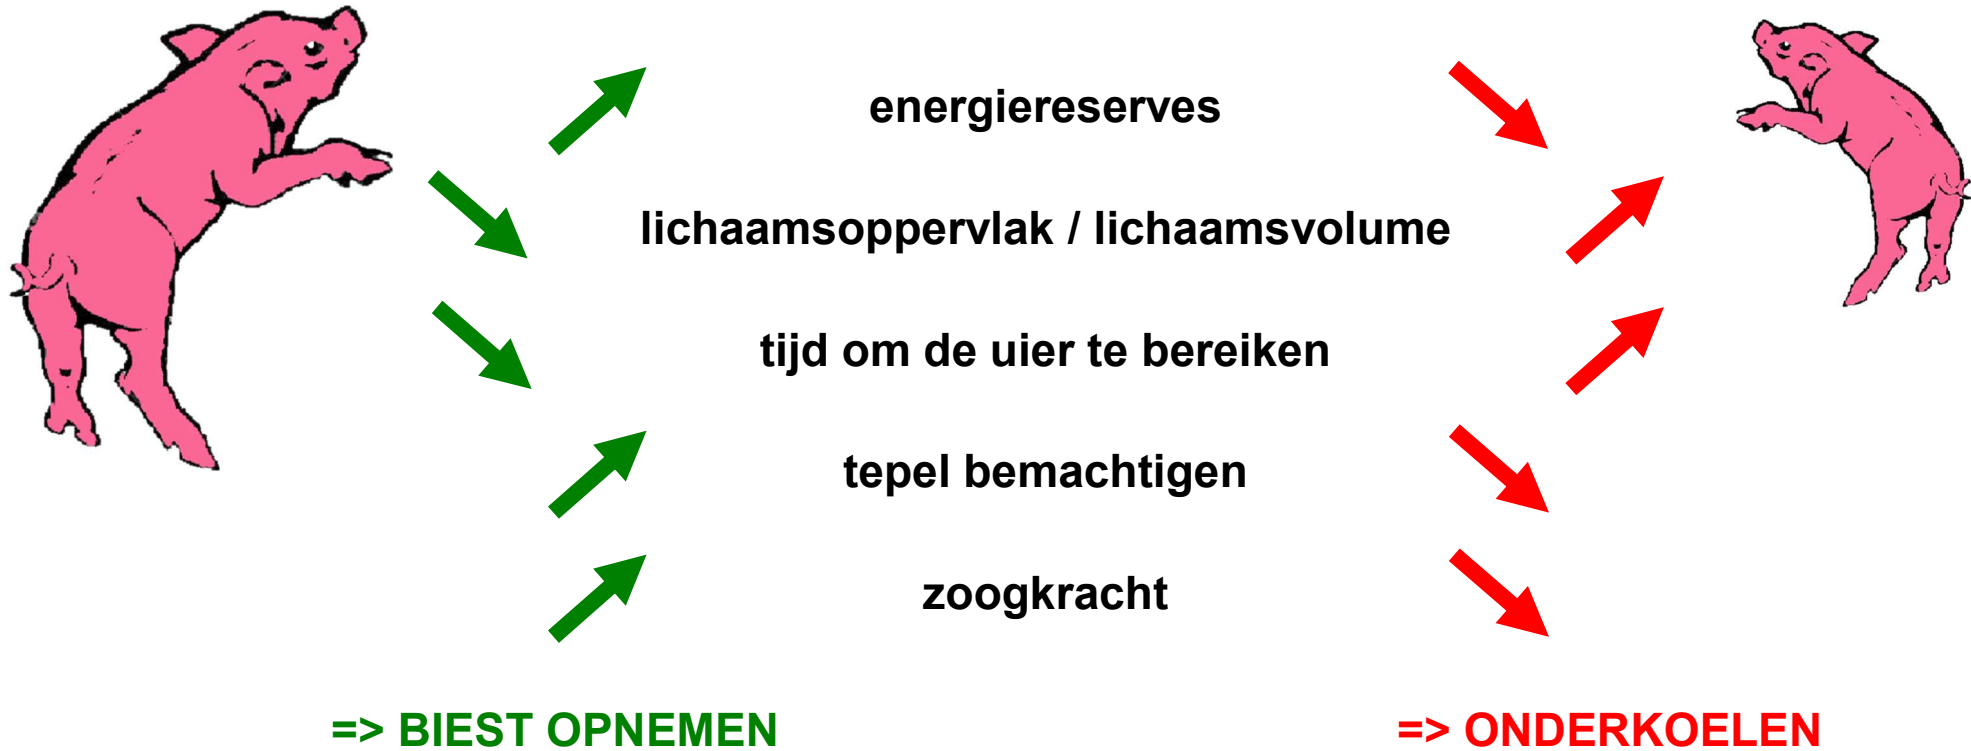 energiereserves
lichaamsoppervlak / lichaamsvolume
tijd om de uier te bereiken
tepel bemachtigen
zoogkracht
=> BIEST OPNEMEN
=> ONDERKOELEN